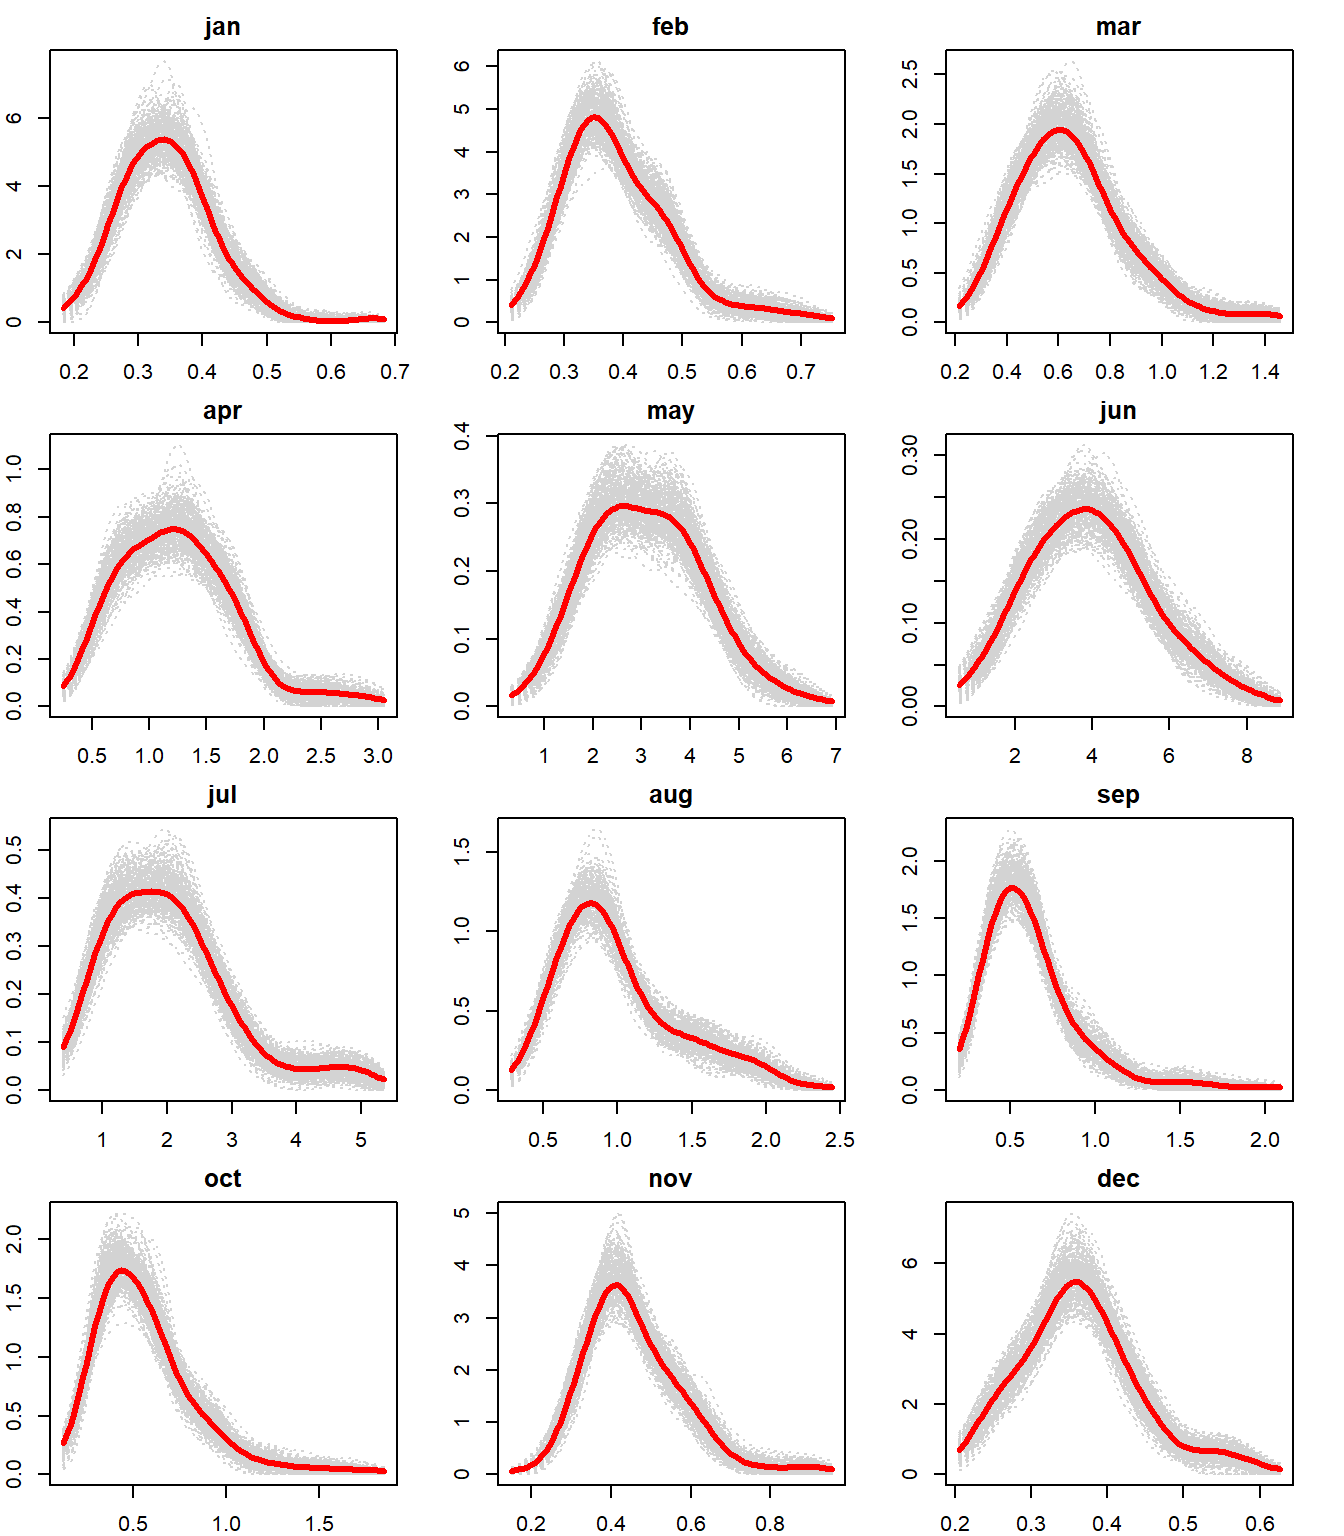 jan feb mar
0 2 4 6 0 1 2 3 4 5 6 0.0 0.5 1.0 1.5 2.0 2.5
0.2 0.3 0.4 0.5 0.6 0.7 0.2 0.3 0.4 0.5 0.6 0.7 0.2 0.4 0.6 0.8 1.0 1.2 1.4
apr may jun
0.0 0.2 0.4 0.6 0.8 1.0 0.0 0.1 0.2 0.3 0.4 0.00 0.10 0.20 0.30
0.5 1.0 1.5 2.0 2.5 3.0 1 2 3 4 5 6 7 2 4 6 8
jul aug sep
0.0 0.1 0.2 0.3 0.4 0.5 0.0 0.5 1.0 1.5 0.0 0.5 1.0 1.5 2.0
1 2 3 4 5 0.5 1.0 1.5 2.0 2.5 0.5 1.0 1.5 2.0
oct nov dec
0.0 0.5 1.0 1.5 2.0 0 1 2 3 4 5 0 2 4 6
0.5 1.0 1.5 0.2 0.4 0.6 0.8 0.2 0.3 0.4 0.5 0.6